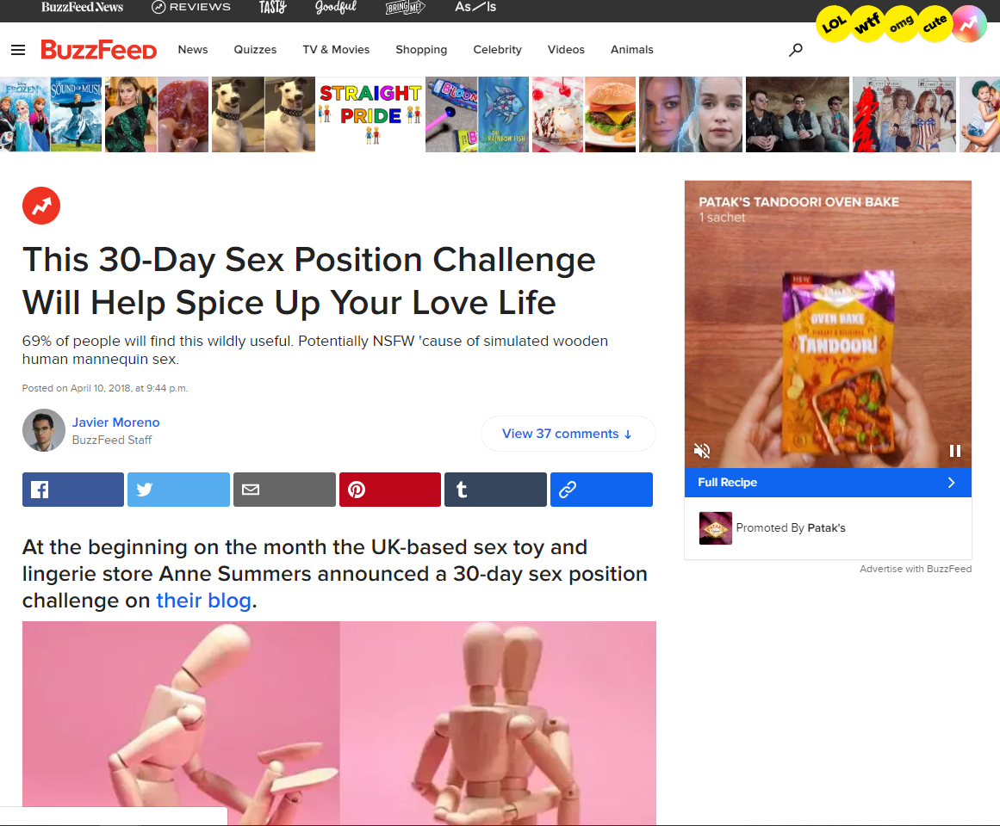 BuzzFeed News
REVIEWS
TASTY
Goodful
BRING ME!
As/Is
LOL
wtf
omg
cute
BuzzFeed
News
Quizzes
TV & Movies
Shopping
Celebrity
Videos
Animals
FROZEN
SOUND OF MUSIC
STRAIGHT
PRIDE
THE
RAINBOW FISH
This 30-Day Sex Position Challenge
Will Help Spice Up Your Love Life
69% of people will find this wildly useful. Potentially NSFW 'cause of simulated wooden
human mannequin sex.
Posted on April 10, 2018, at 9:44 p.m.
Javier Moreno
BuzzFeed Staff
View 37 comments ↓
At the beginning on the month the UK-based sex toy and
lingerie store Anne Summers announced a 30-day sex position
challenge on their blog.
PATAK'S TANDOORI OVEN BAKE
1 sachet
NEW
OVEN BAKE
TANDOORI
Full Recipe
PATAK'S
Promoted By Patak's
Advertise with BuzzFeed